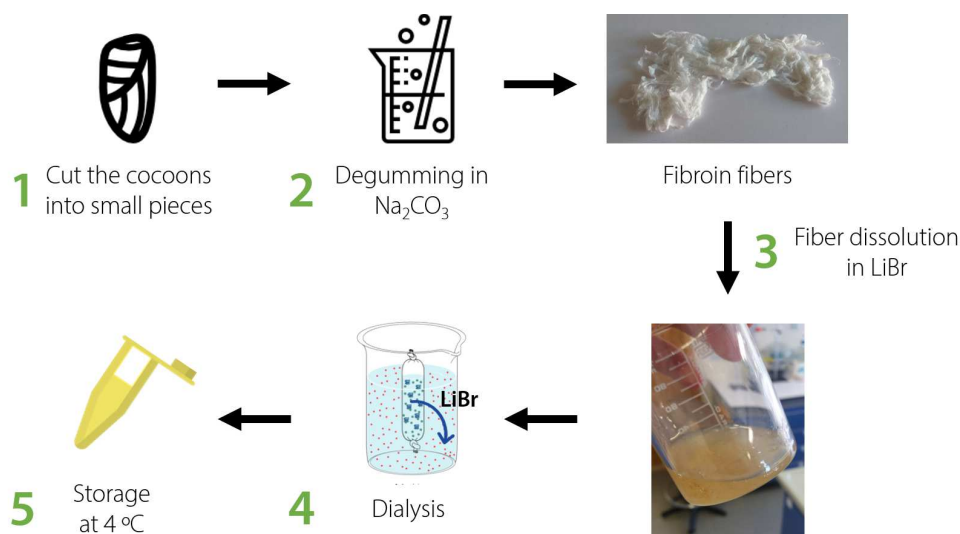 1 Cut the cocoons
into small pieces
2 Degumming in
Na₂CO₃
Fibroin fibers
3 Fiber dissolution
in LiBr
LiBr
4 Dialysis
5 Storage
at 4 ºC